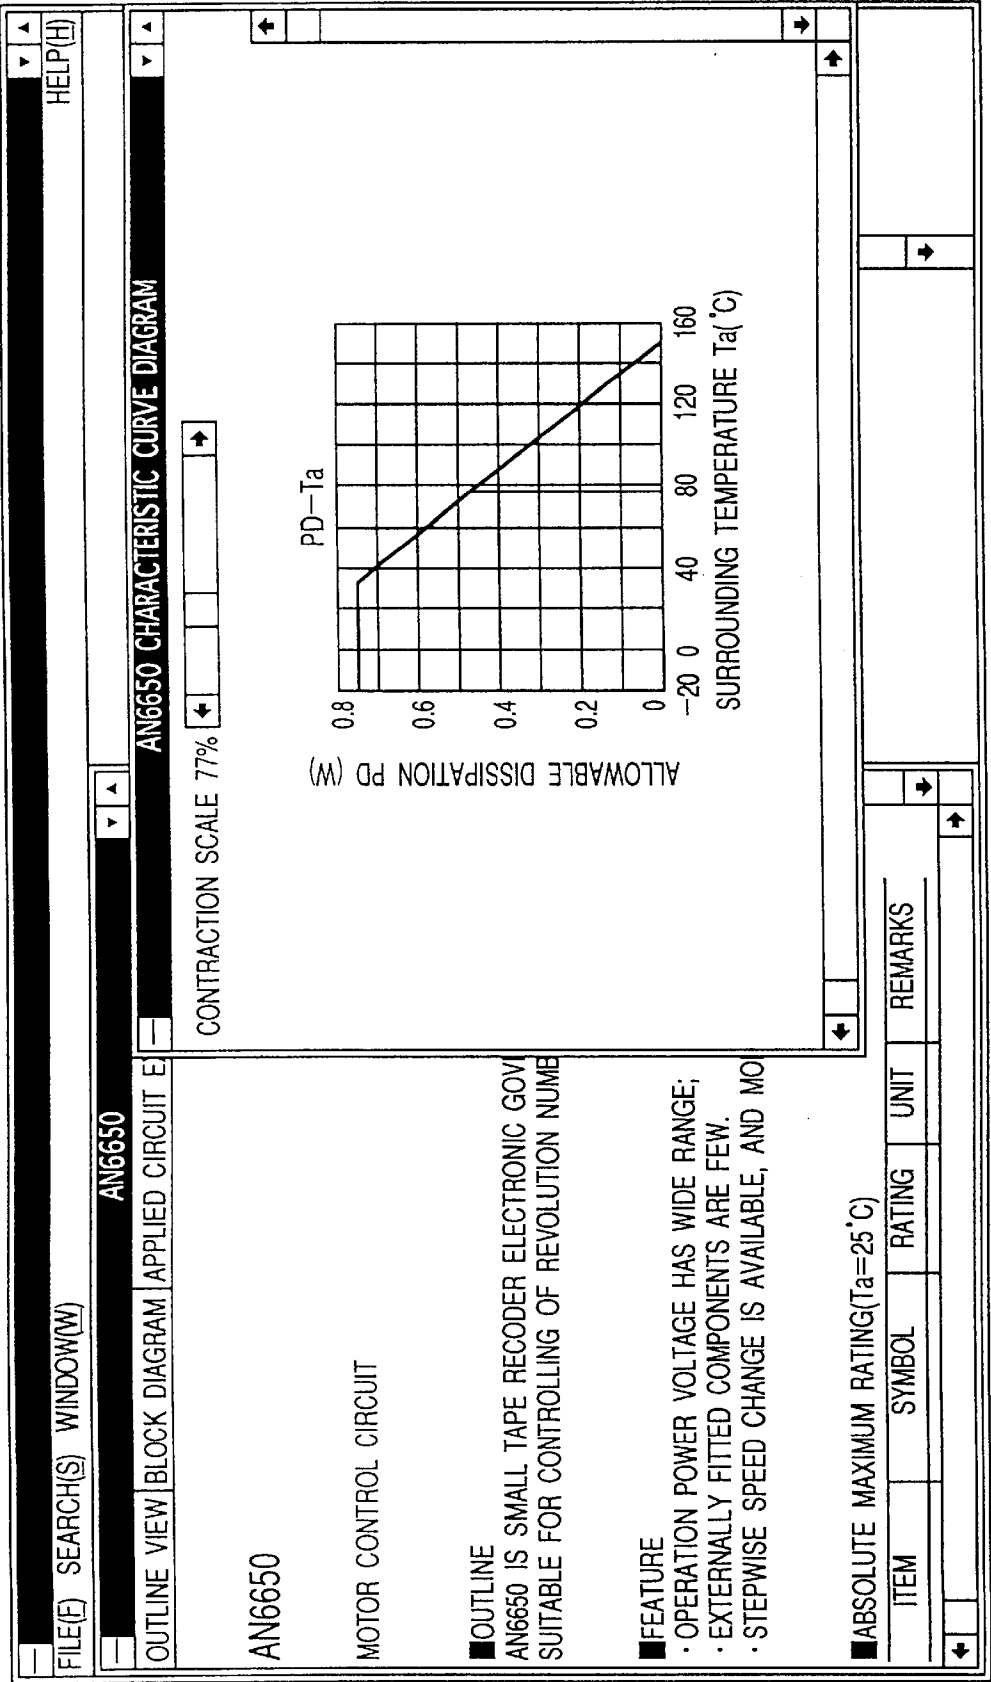 FILE(F) SEARCH(S) WINDOW(W) HELP(H)
AN6650
OUTLINE VIEW BLOCK DIAGRAM APPLIED CIRCUIT E
AN6650
MOTOR CONTROL CIRCUIT
■OUTLINE
AN6650 IS SMALL TAPE RECODER ELECTRONIC GOV
SUITABLE FOR CONTROLLING OF REVOLUTION NUMB
■FEATURE
· OPERATION POWER VOLTAGE HAS WIDE RANGE;
· EXTERNALLY FITTED COMPONENTS ARE FEW.
· STEPWISE SPEED CHANGE IS AVAILABLE, AND MO
■ABSOLUTE MAXIMUM RATING(Ta=25°C)
ITEM SYMBOL RATING UNIT REMARKS
AN6650 CHARACTERISTIC CURVE DIAGRAM
CONTRACTION SCALE 77%
PD-Ta
ALLOWABLE DISSIPATION PD (W)
0.8
0.6
0.4
0.2
0
-20 0 40 80 120 160
SURROUNDING TEMPERATURE Ta(°C)